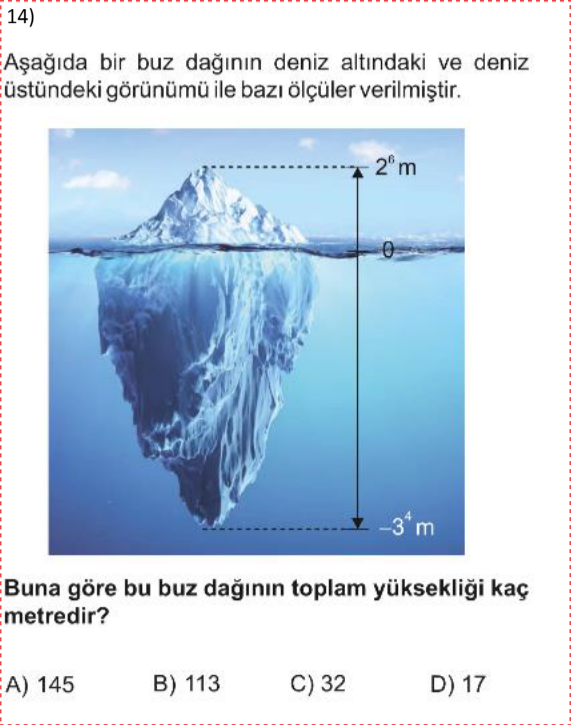 14)
Aşağıda bir buz dağının deniz altındaki ve deniz
üstündeki görünümü ile bazı ölçüler verilmiştir.
2⁶ m
0
–3⁴ m
Buna göre bu buz dağının toplam yüksekliği kaç
metredir?
A) 145 B) 113 C) 32 D) 17